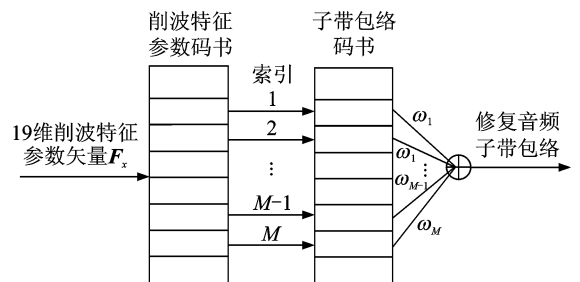 削波特征
参数码书
子带包络
码书
索引
1
2
⋮
M-1
M
19维削波特征
参数矢量Fx
ω1
ω1
⋮
ωM-1
ωM
修复音频
子带包络